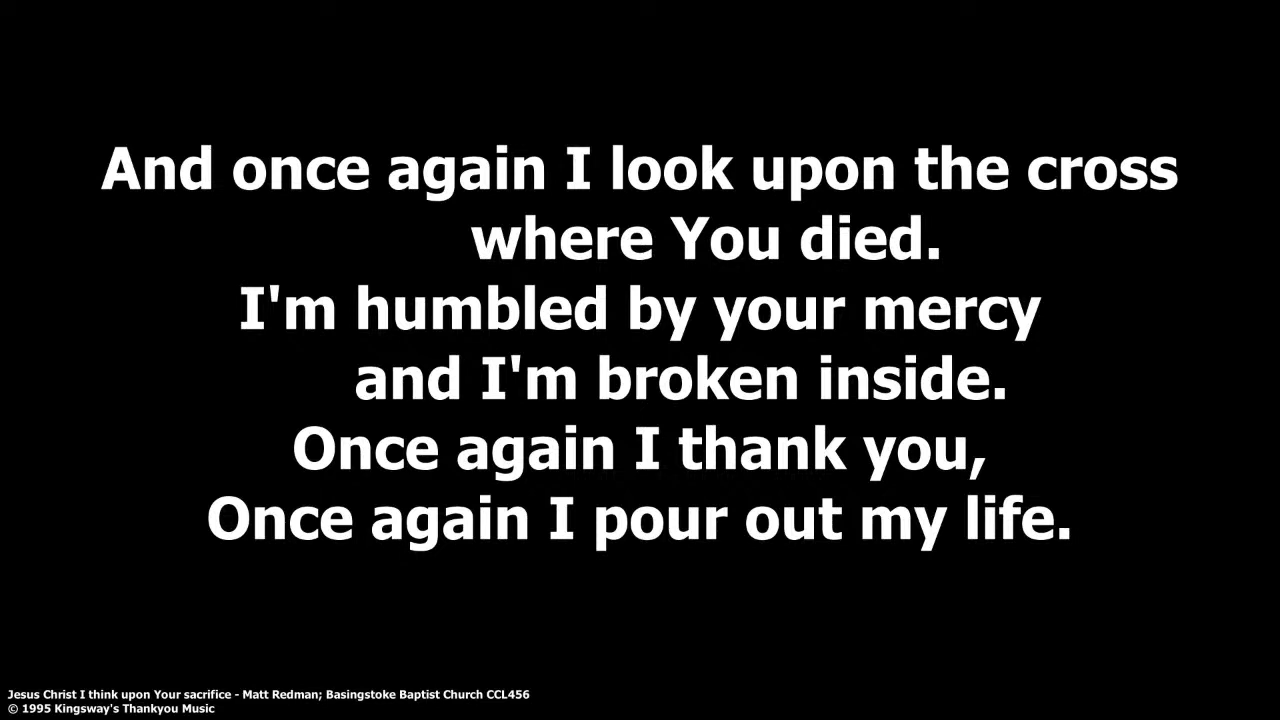 And once again I look upon the cross
where You died.
I'm humbled by your mercy
and I'm broken inside.
Once again I thank you,
Once again I pour out my life.
Jesus Christ I think upon Your sacrifice - Matt Redman; Basingstoke Baptist Church CCL456
© 1995 Kingsway's Thankyou Music